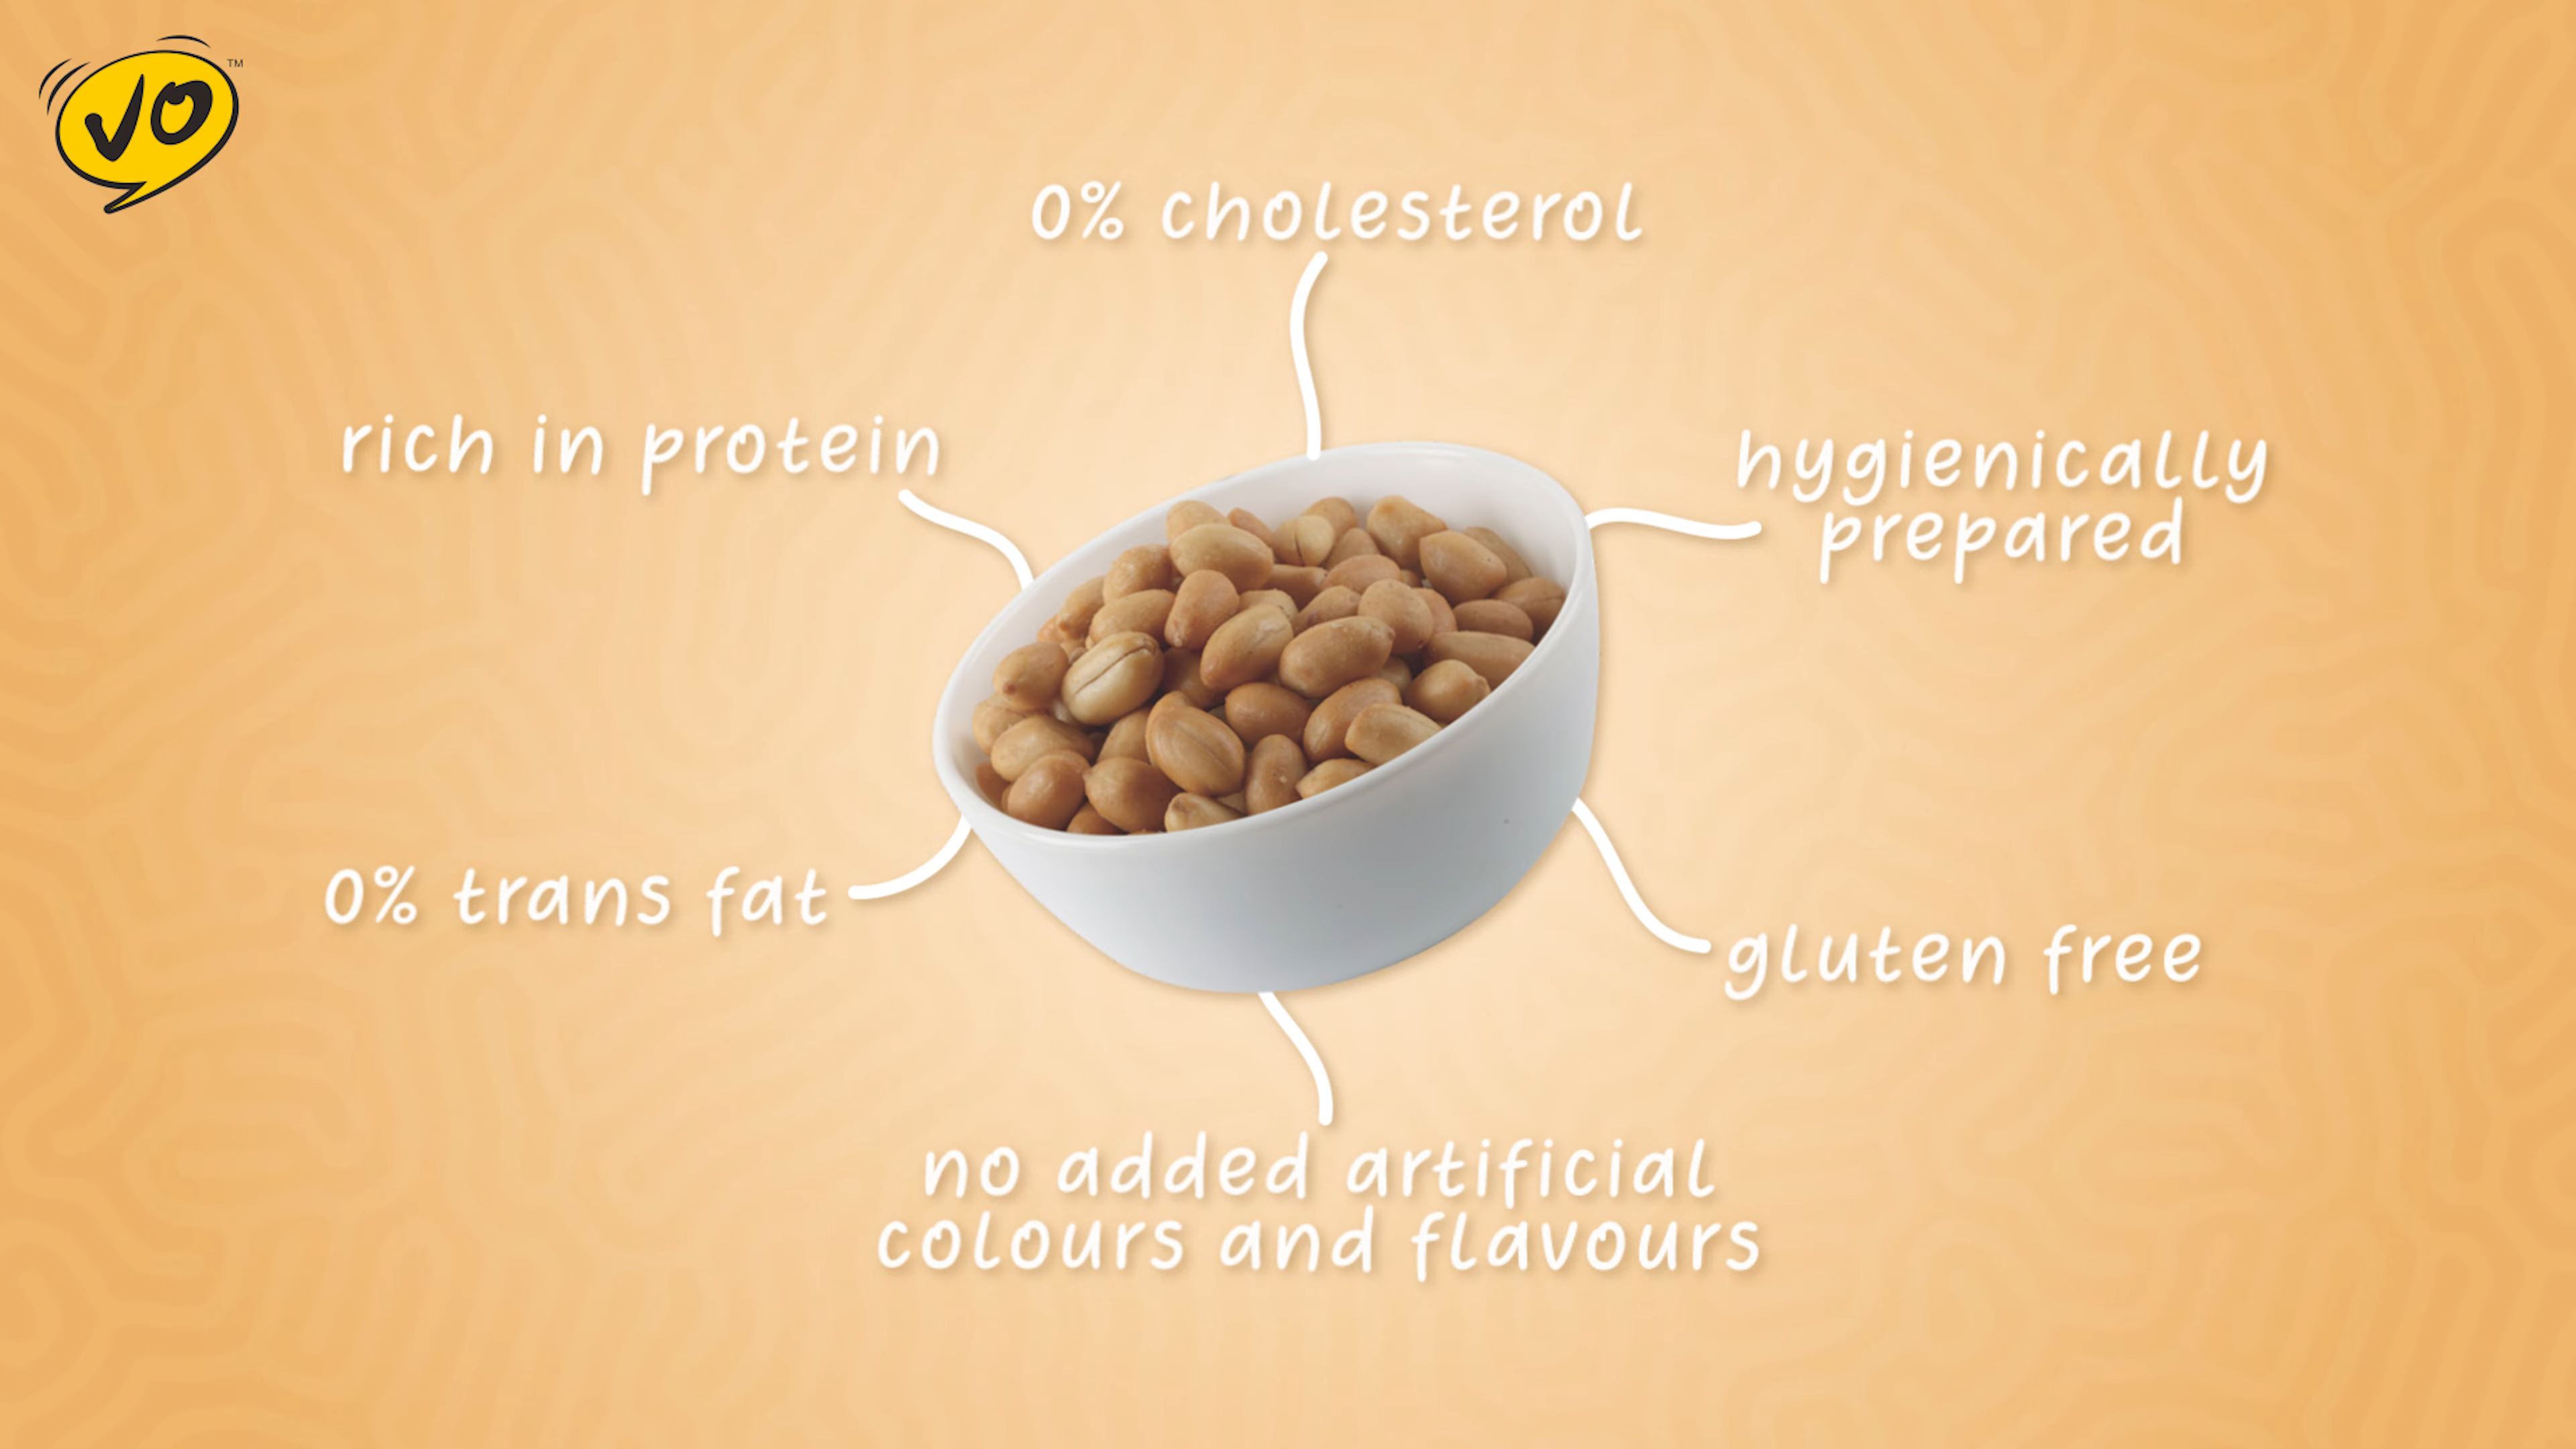 JO
TM
0% cholesterol
rich in protein
hygienically
prepared
0% trans fat
gluten free
no added artificial
colours and flavours